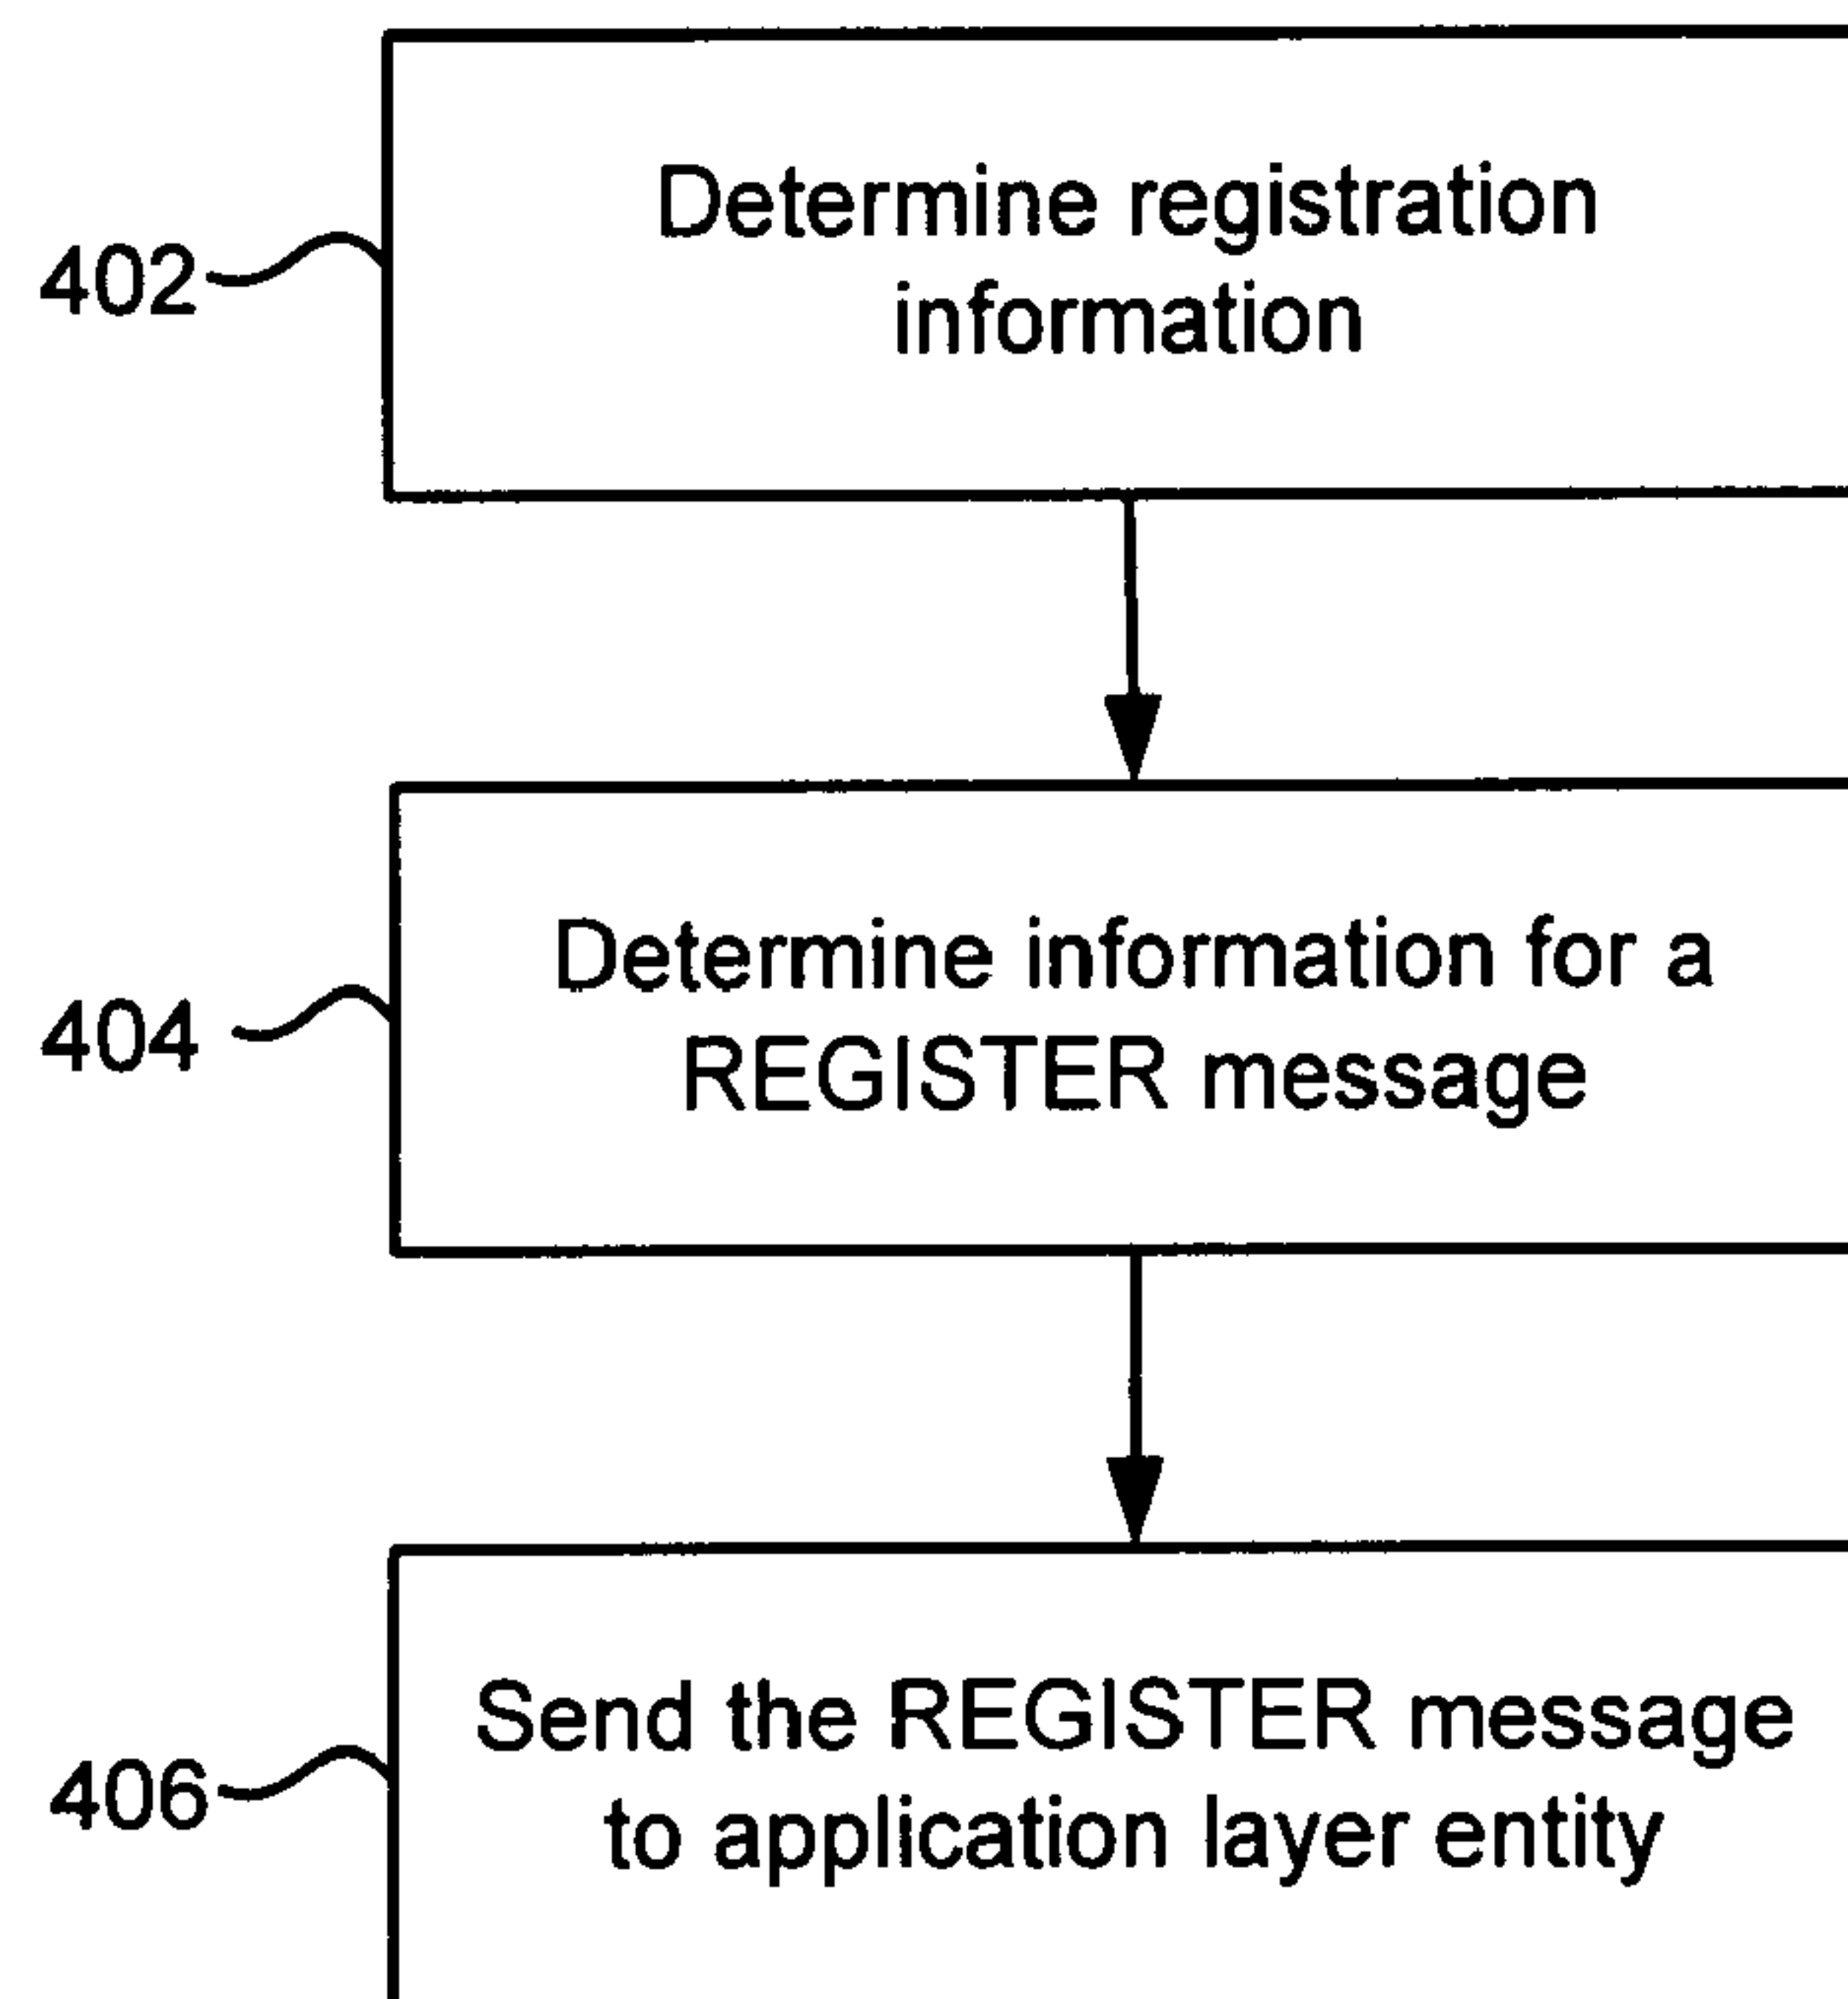 Determine registration
information
402
Determine information for a
REGISTER message
404
Send the REGISTER message
to application layer entity
406